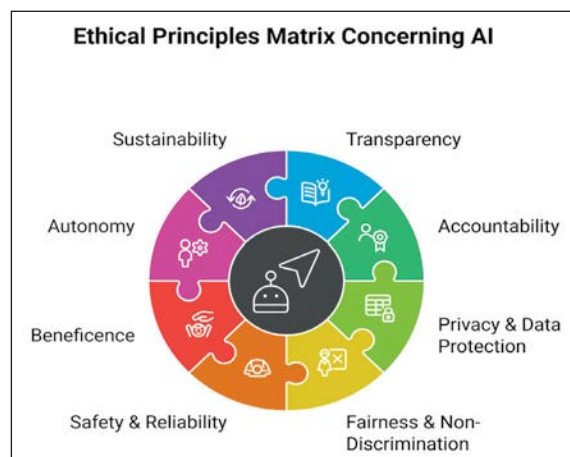 Ethical Principles Matrix Concerning AI
Sustainability
Transparency
Autonomy
Accountability
Beneficence
Privacy & Data
Protection
Safety & Reliability
Fairness & Non-
Discrimination